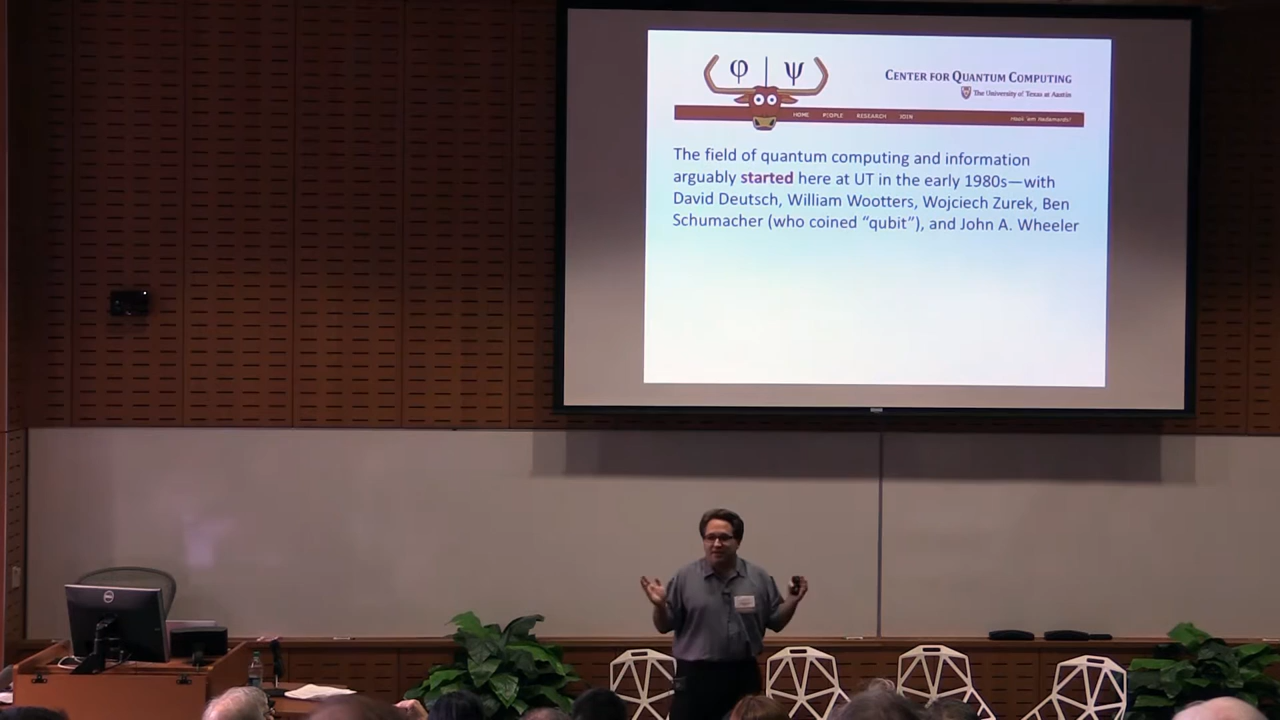 φ | ψ
CENTER FOR QUANTUM COMPUTING
The University of Texas at Austin
HOME PEOPLE RESEARCH JOIN
The field of quantum computing and information
arguably started here at UT in the early 1980s—with
David Deutsch, William Wootters, Wojciech Zurek, Ben
Schumacher (who coined “qubit”), and John A. Wheeler
DELL